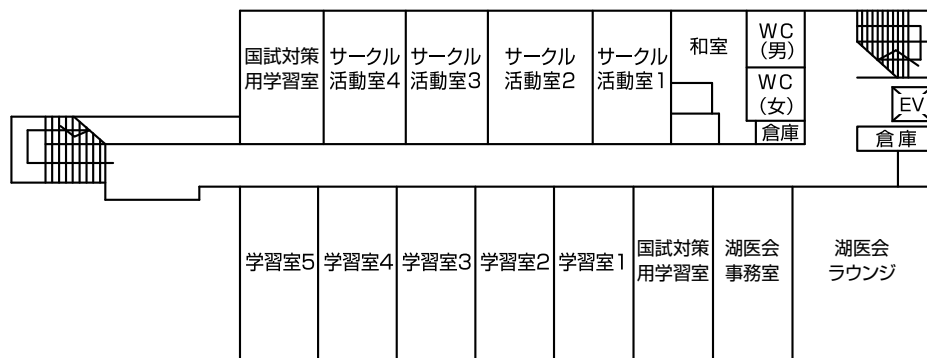 国試対策
用学習室
サークル
活動室4
サークル
活動室3
サークル
活動室2
サークル
活動室1
和室
WC
(男)
WC
(女)
倉庫
EV
倉庫
学習室5
学習室4
学習室3
学習室2
学習室1
国試対策
用学習室
湖医会
事務室
湖医会
ラウンジ